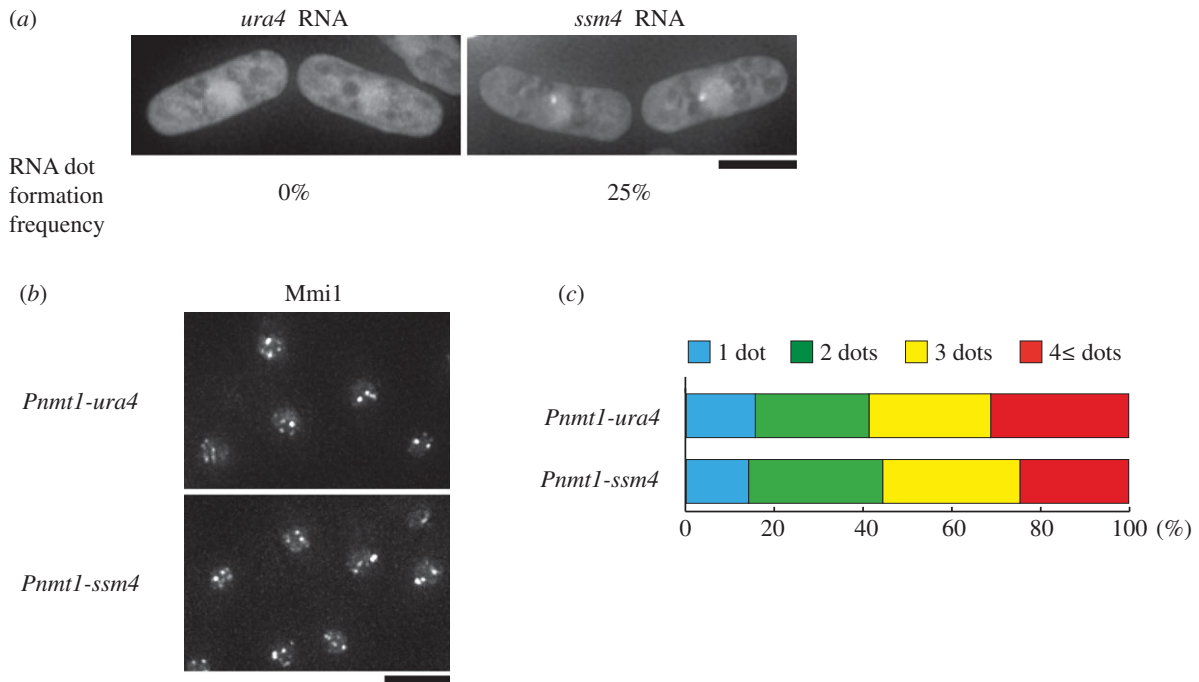 (a)
ura4 RNA ssm4 RNA
RNA dot
formation
frequency
0% 25%
(b)
Mmi1
Pnmt1-ura4
Pnmt1-ssm4
(c)
1 dot 2 dots 3 dots 4≤ dots
Pnmt1-ura4
Pnmt1-ssm4
0 20 40 60 80 100 (%)